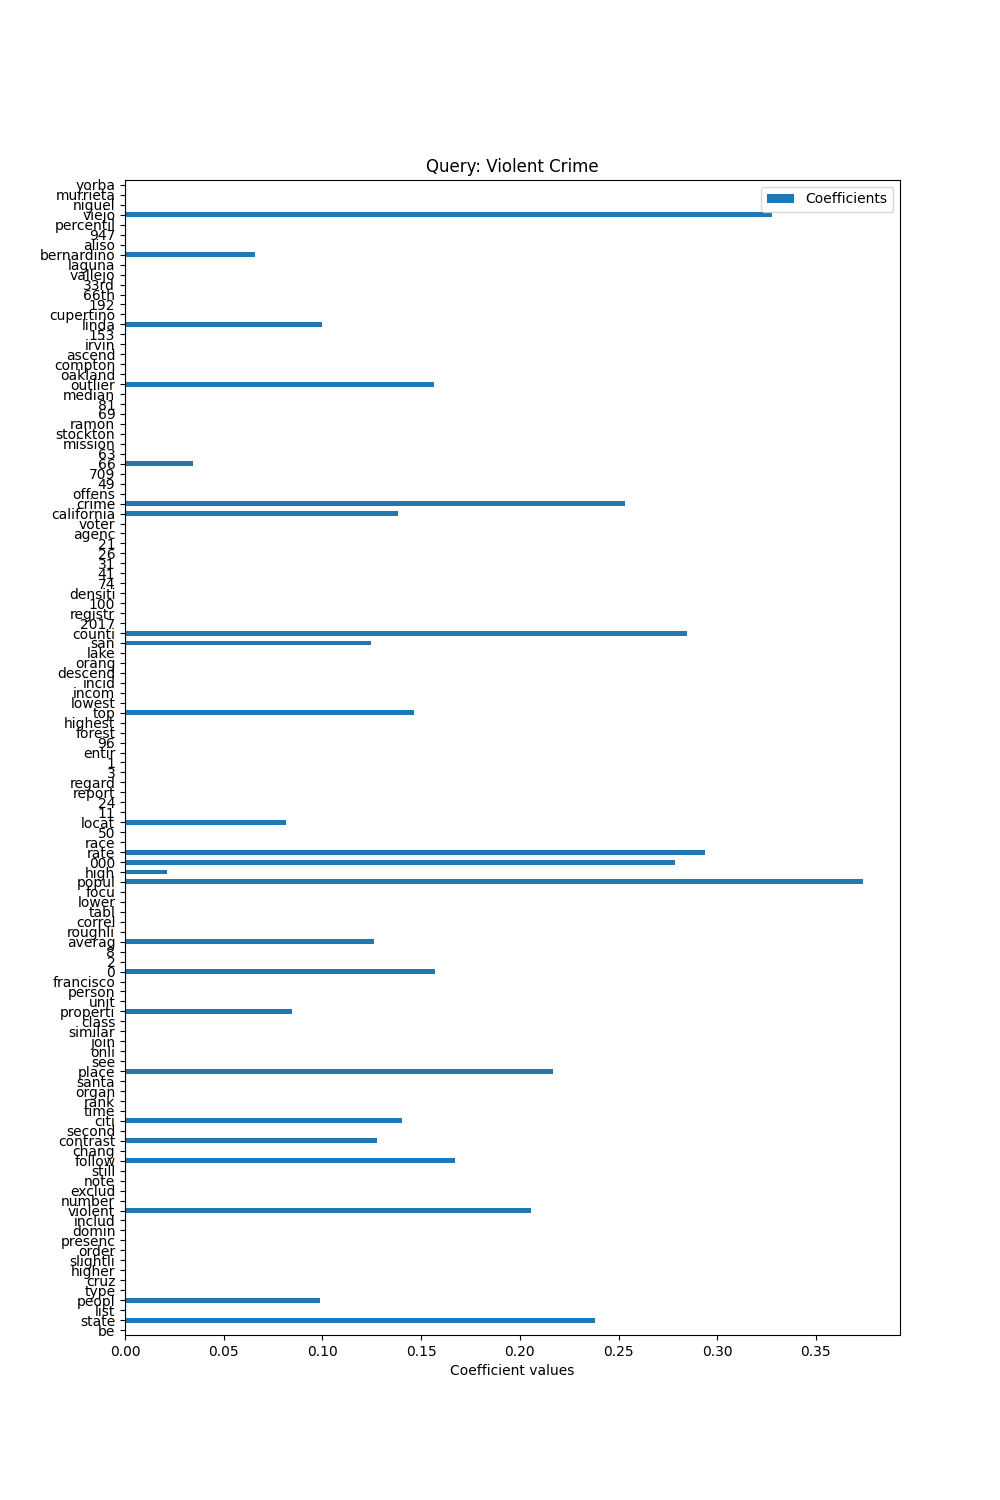 Query: Violent Crime
Coefficients
yorba
murrieta
niguel
viejo
percentil
947
aliso
bernardino
laguna
vallejo
33rd
66th
192
cupertino
linda
153
irvin
ascend
compton
oakland
outlier
median
81
69
ramon
stockton
mission
63
66
709
49
offens
crime
california
voter
agenc
21
26
31
41
74
densiti
100
registr
2017
counti
san
lake
orang
descend
incid
incom
lowest
top
highest
forest
96
entir
1
3
regard
report
24
11
locat
50
race
rate
000
high
popul
focu
lower
tabl
correl
roughli
averag
8
2
0
francisco
person
unit
properti
class
similar
join
onli
see
place
santa
organ
rank
time
citi
second
contrast
chang
follow
still
note
exclud
number
violent
includ
domin
presenc
order
slightli
higher
cruz
type
peopl
list
state
be
0.00 0.05 0.10 0.15 0.20 0.25 0.30 0.35
Coefficient values